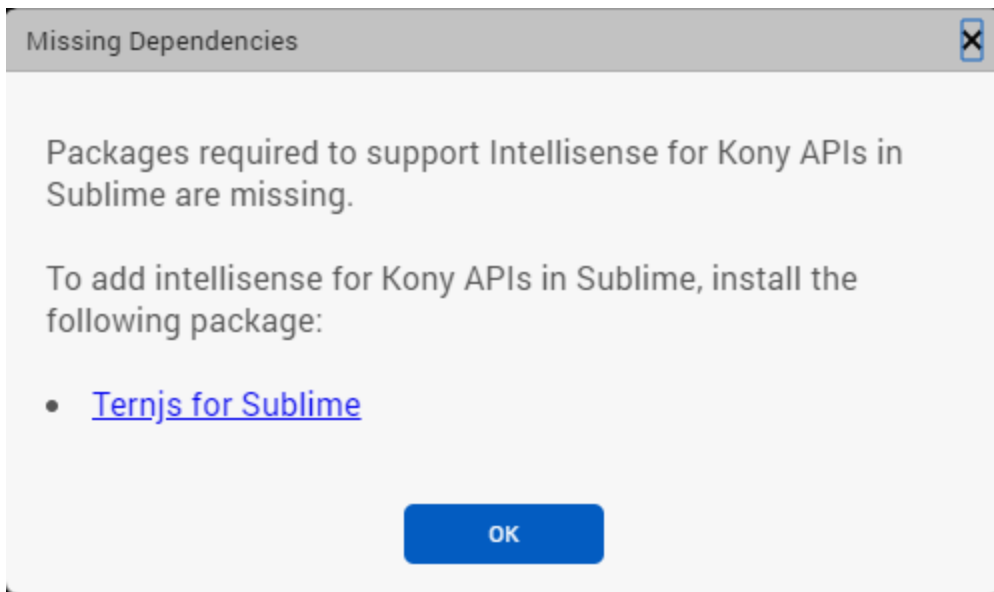 Missing Dependencies
Packages required to support Intellisense for Kony APIs in
Sublime are missing.
To add intellisense for Kony APIs in Sublime, install the
following package:
• Ternjs for Sublime
OK